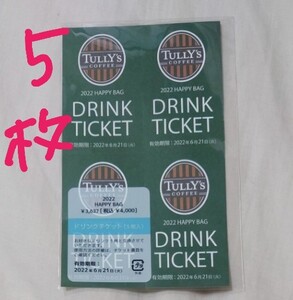 5
枚
TULLY'S
COFFEE
2022 HAPPY BAG
DRINK
TICKET
有効期限：2022年6月21日(火)
TULLY'S
COFFEE
2022 HAPPY BAG
DRINK
TICKET
有効期限：2022年6月21日(火)
2022
HAPPY BAG
[税込 ¥4,000]
有効期限
2022年6月21日(火)
TULLY'S
COFFEE
TULLY'S
COFFEE
2022 HAPPY BAG
DRINK
TICKET
有効期限：2022年6月21日(火)